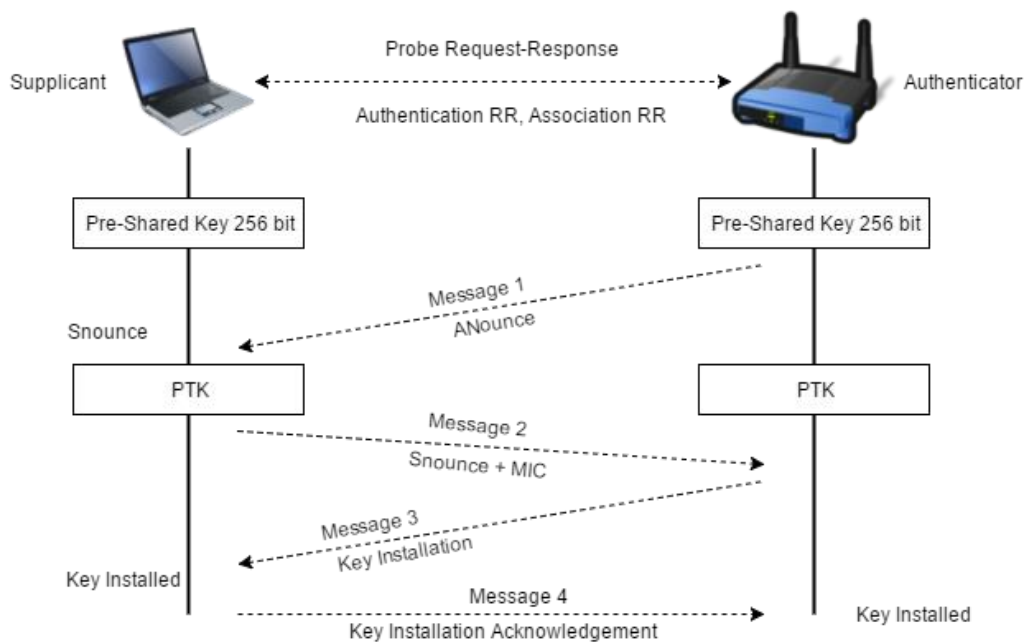 Probe Request-Response
Supplicant
Authenticator
Authentication RR, Association RR
Pre-Shared Key 256 bit
Pre-Shared Key 256 bit
Message 1
ANounce
Snounce
PTK
PTK
Message 2
Snounce + MIC
Message 3
Key Installation
Key Installed
Message 4
Key Installed
Key Installation Acknowledgement